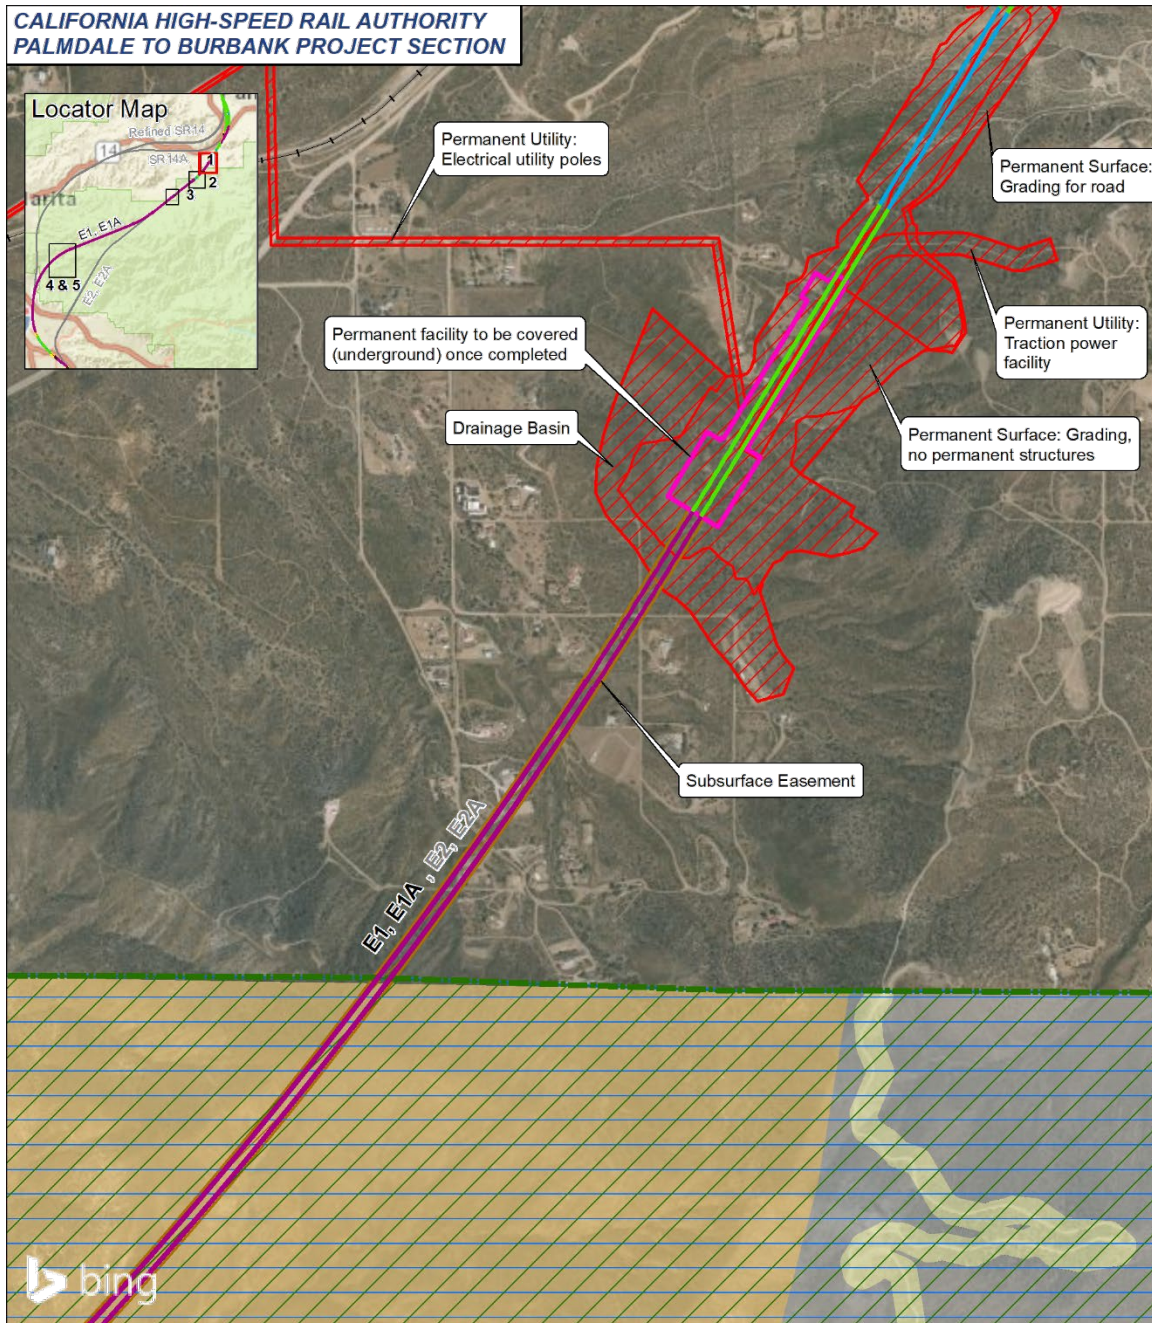 CALIFORNIA HIGH-SPEED RAIL AUTHORITY
PALMDALE TO BURBANK PROJECT SECTION
Locator Map
Refined SR14
14
SR14A
1
2
3
larita
E1, E1A
4 & 5
E2, E2A
Permanent Utility:
Electrical utility poles
Permanent Surface:
Grading for road
Permanent Utility:
Traction power
facility
Permanent facility to be covered
(underground) once completed
Drainage Basin
Permanent Surface: Grading,
no permanent structures
Subsurface Easement
E1, E1A , E2, E2A
bing